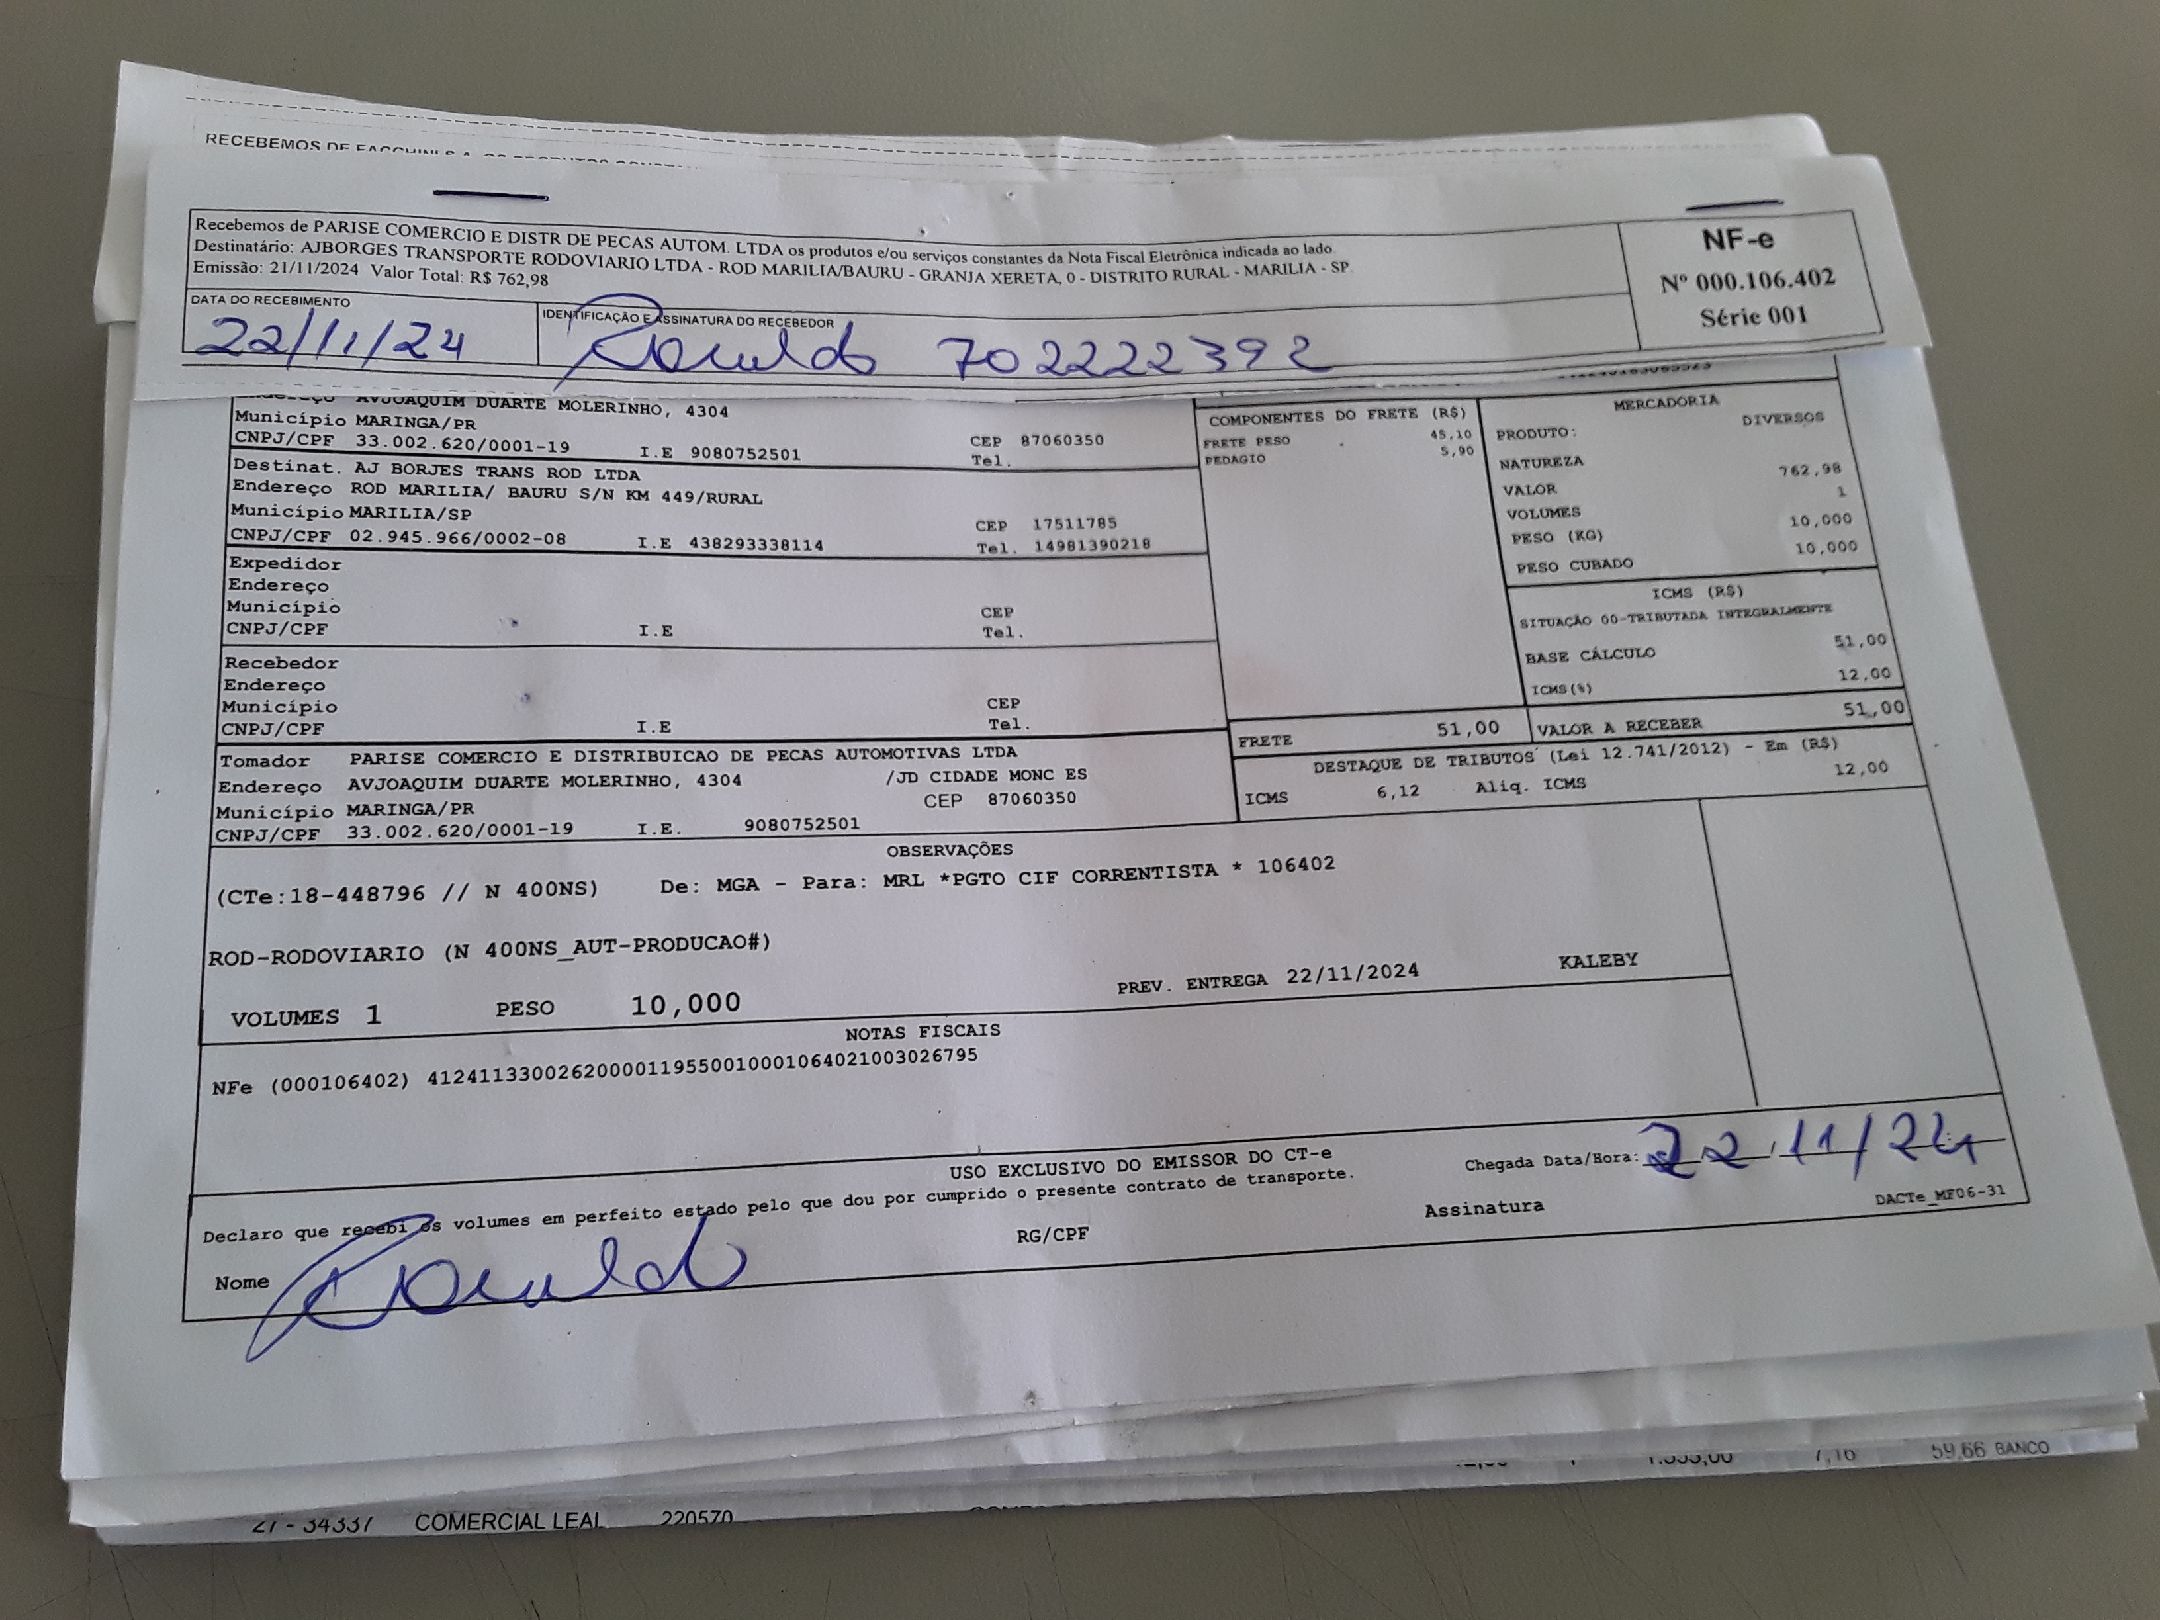 RECEBEMOS DE FACCHINI S.A. OS PRODUTOS
Recebemos de PARISE COMERCIO E DISTR DE PECAS AUTOM. LTDA os produtos e/ou serviços constantes da Nota Fiscal Eletrônica indicada ao lado.
Destinatário: AJBORGES TRANSPORTE RODOVIARIO LTDA - ROD MARILIA/BAURU - GRANJA XERETA, 0 - DISTRITO RURAL - MARILIA - SP.
Emissão: 21/11/2024 Valor Total: R$ 762,98
NF-e
Nº 000.106.402
Série 001
DATA DO RECEBIMENTO
22/11/24
IDENTIFICAÇÃO E ASSINATURA DO RECEBEDOR
Ronaldo 702222392
Endereço AVJOAQUIM DUARTE MOLERINHO, 4304
Município MARINGA/PR
CNPJ/CPF 33.002.620/0001-19 I.E 9080752501 CEP 87060350
Tel.
Destinat. AJ BORJES TRANS ROD LTDA
Endereço ROD MARILIA/ BAURU S/N KM 449/RURAL
Município MARILIA/SP CEP 17511785
CNPJ/CPF 02.945.966/0002-08 I.E 438293338114 Tel. 14981390218
Expedidor
Endereço
Município CEP
CNPJ/CPF I.E Tel.
Recebedor
Endereço
Município CEP
CNPJ/CPF I.E Tel.
Tomador PARISE COMERCIO E DISTRIBUICAO DE PECAS AUTOMOTIVAS LTDA
Endereço AVJOAQUIM DUARTE MOLERINHO, 4304 /JD CIDADE MONC ES
Município MARINGA/PR CEP 87060350
CNPJ/CPF 33.002.620/0001-19 I.E. 9080752501
COMPONENTES DO FRETE (R$)
FRETE PESO 45,10
PEDAGIO 5,90
MERCADORIA
PRODUTO: DIVERSOS
NATUREZA
VALOR 762,98
VOLUMES 1
PESO (KG) 10,000
PESO CUBADO 10,000
ICMS (R$)
SITUAÇÃO 00-TRIBUTADA INTEGRALMENTE
BASE CÁLCULO 51,00
ICMS(%) 12,00
FRETE 51,00 VALOR A RECEBER 51,00
DESTAQUE DE TRIBUTOS (Lei 12.741/2012) - Em (R$)
ICMS 6,12 Aliq. ICMS 12,00
OBSERVAÇÕES
(CTe:18-448796 // N 400NS) De: MGA - Para: MRL *PGTO CIF CORRENTISTA * 106402
ROD-RODOVIARIO (N 400NS_AUT-PRODUCAO#)
VOLUMES 1 PESO 10,000 PREV. ENTREGA 22/11/2024 KALEBY
NOTAS FISCAIS
NFe (000106402) 41241133002620000119550010001064021003026795
USO EXCLUSIVO DO EMISSOR DO CT-e
Declaro que recebi os volumes em perfeito estado pelo que dou por cumprido o presente contrato de transporte.
Chegada Data/Hora: 22/11/24
Nome Ronaldo RG/CPF Assinatura
DACTe_MF06-31
1.555,00 7,16 59,66 BANCO
27 - 34337 COMERCIAL LEAL 220570